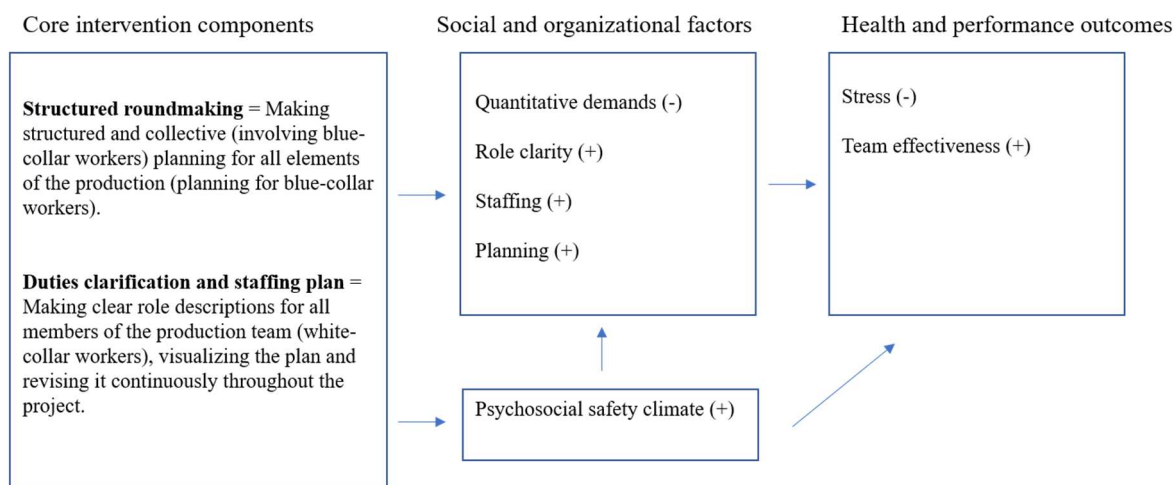 Core intervention components
Social and organizational factors
Health and performance outcomes
Structured roundmaking = Making
structured and collective (involving blue-
collar workers) planning for all elements
of the production (planning for blue-collar
workers).
Duties clarification and staffing plan =
Making clear role descriptions for all
members of the production team (white-
collar workers), visualizing the plan and
revising it continuously throughout the
project.
Quantitative demands (-)
Role clarity (+)
Staffing (+)
Planning (+)
Psychosocial safety climate (+)
Stress (-)
Team effectiveness (+)